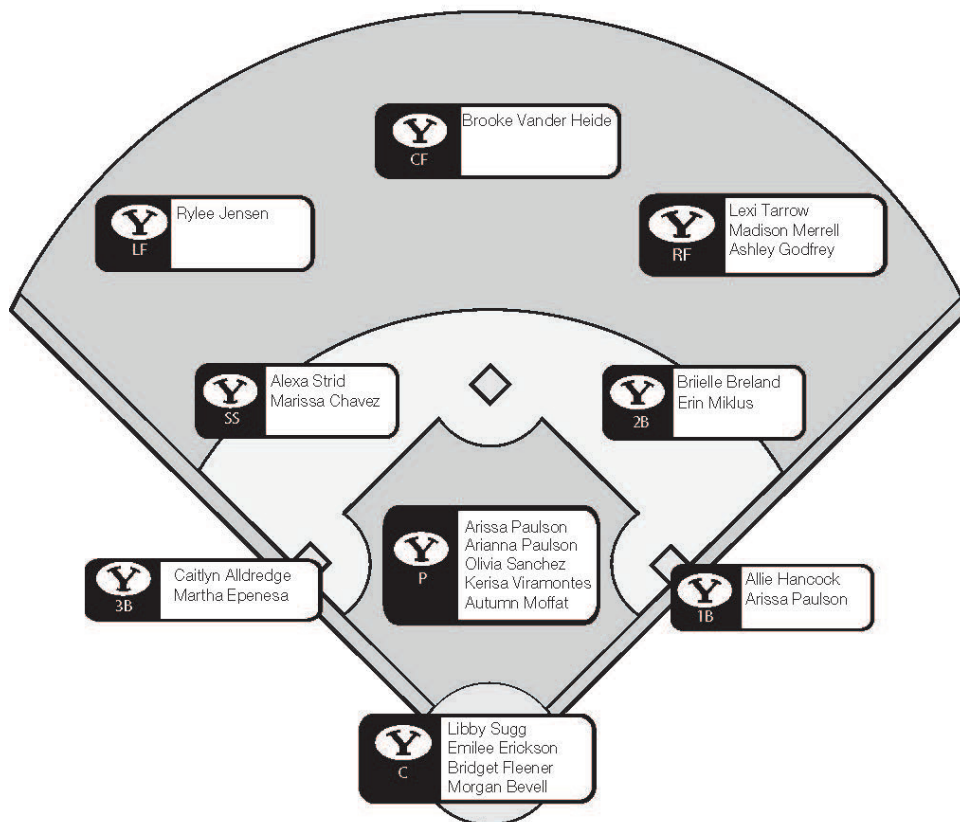 Y
CF
Brooke Vander Heide
Y
LF
Rylee Jensen
Y
RF
Lexi Tarrow
Madison Merrell
Ashley Godfrey
Y
SS
Alexa Strid
Marissa Chavez
Y
2B
Briielle Breland
Erin Miklus
Y
P
Arissa Paulson
Arianna Paulson
Olivia Sanchez
Kerisa Viramontes
Autumn Moffat
Y
3B
Caitlyn Alldredge
Martha Epenesa
Y
1B
Allie Hancock
Arissa Paulson
Y
C
Libby Sugg
Emilee Erickson
Bridget Fleener
Morgan Bevell